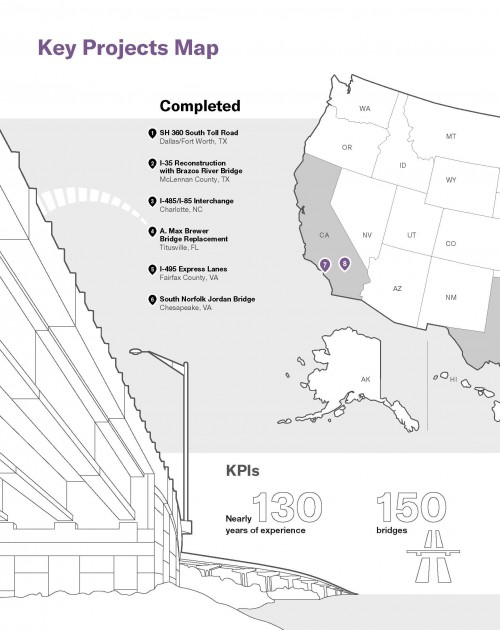 Key Projects Map
Completed
1 SH 360 South Toll Road
Dallas/Fort Worth, TX
2 I-35 Reconstruction
with Brazos River Bridge
McLennan County, TX
3 I-485/I-85 Interchange
Charlotte, NC
4 A. Max Brewer
Bridge Replacement
Titusville, FL
5 I-495 Express Lanes
Fairfax County, VA
6 South Norfolk Jordan Bridge
Chesapeake, VA
WA
MT
OR
ID
WY
CA
NV
UT
CO
7
8
AZ
NM
AK
HI
KPIs
Nearly 130
years of experience
150
bridges